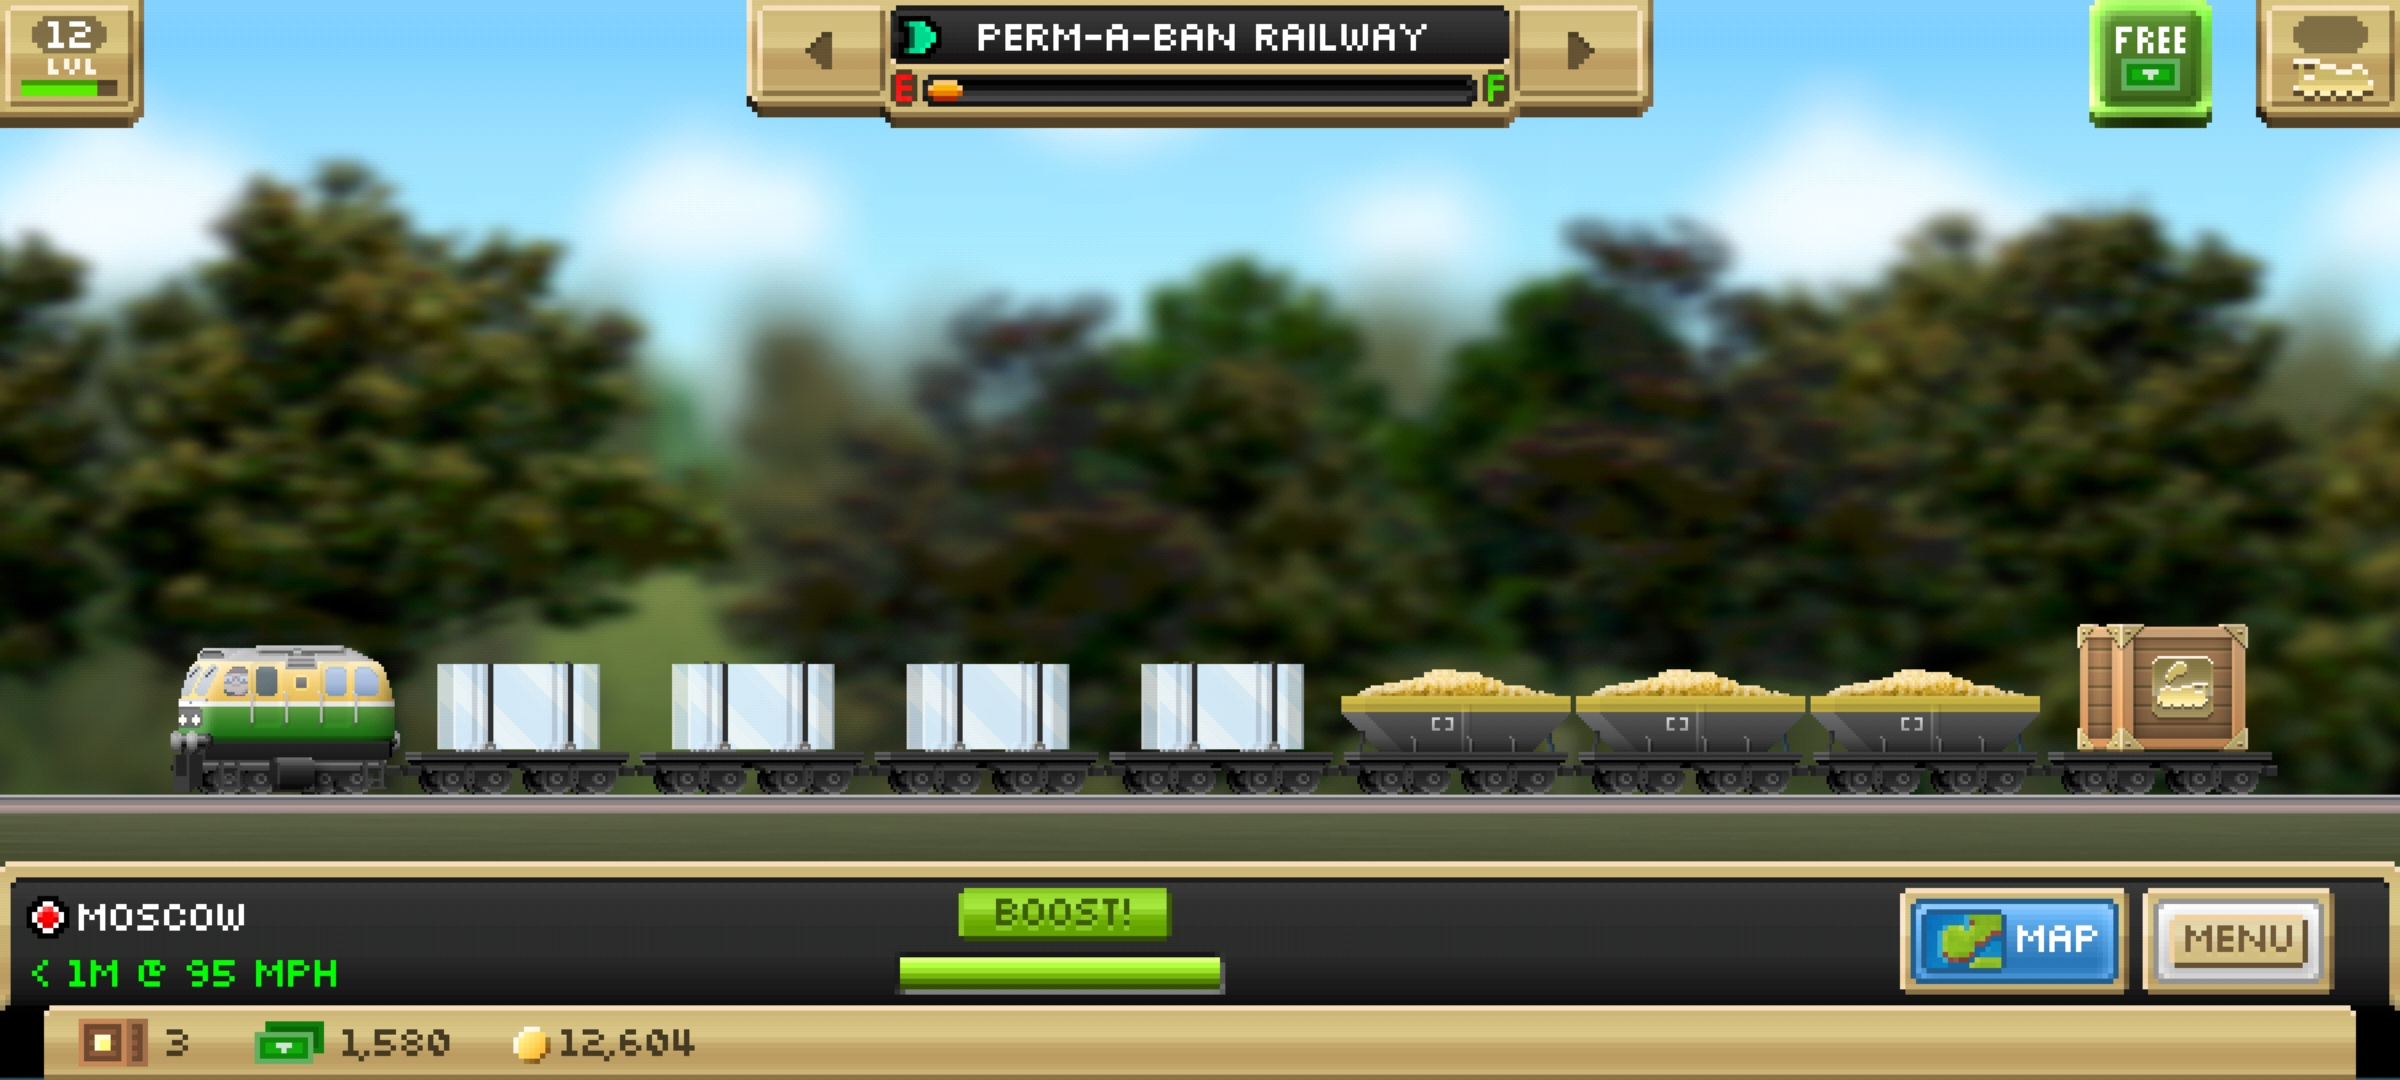 12
LVL
PERM-A-BAN RAILWAY
E F
FREE
MOSCOW
< 1M @ 95 MPH
BOOST!
MAP
MENU
3 1,580 12,604